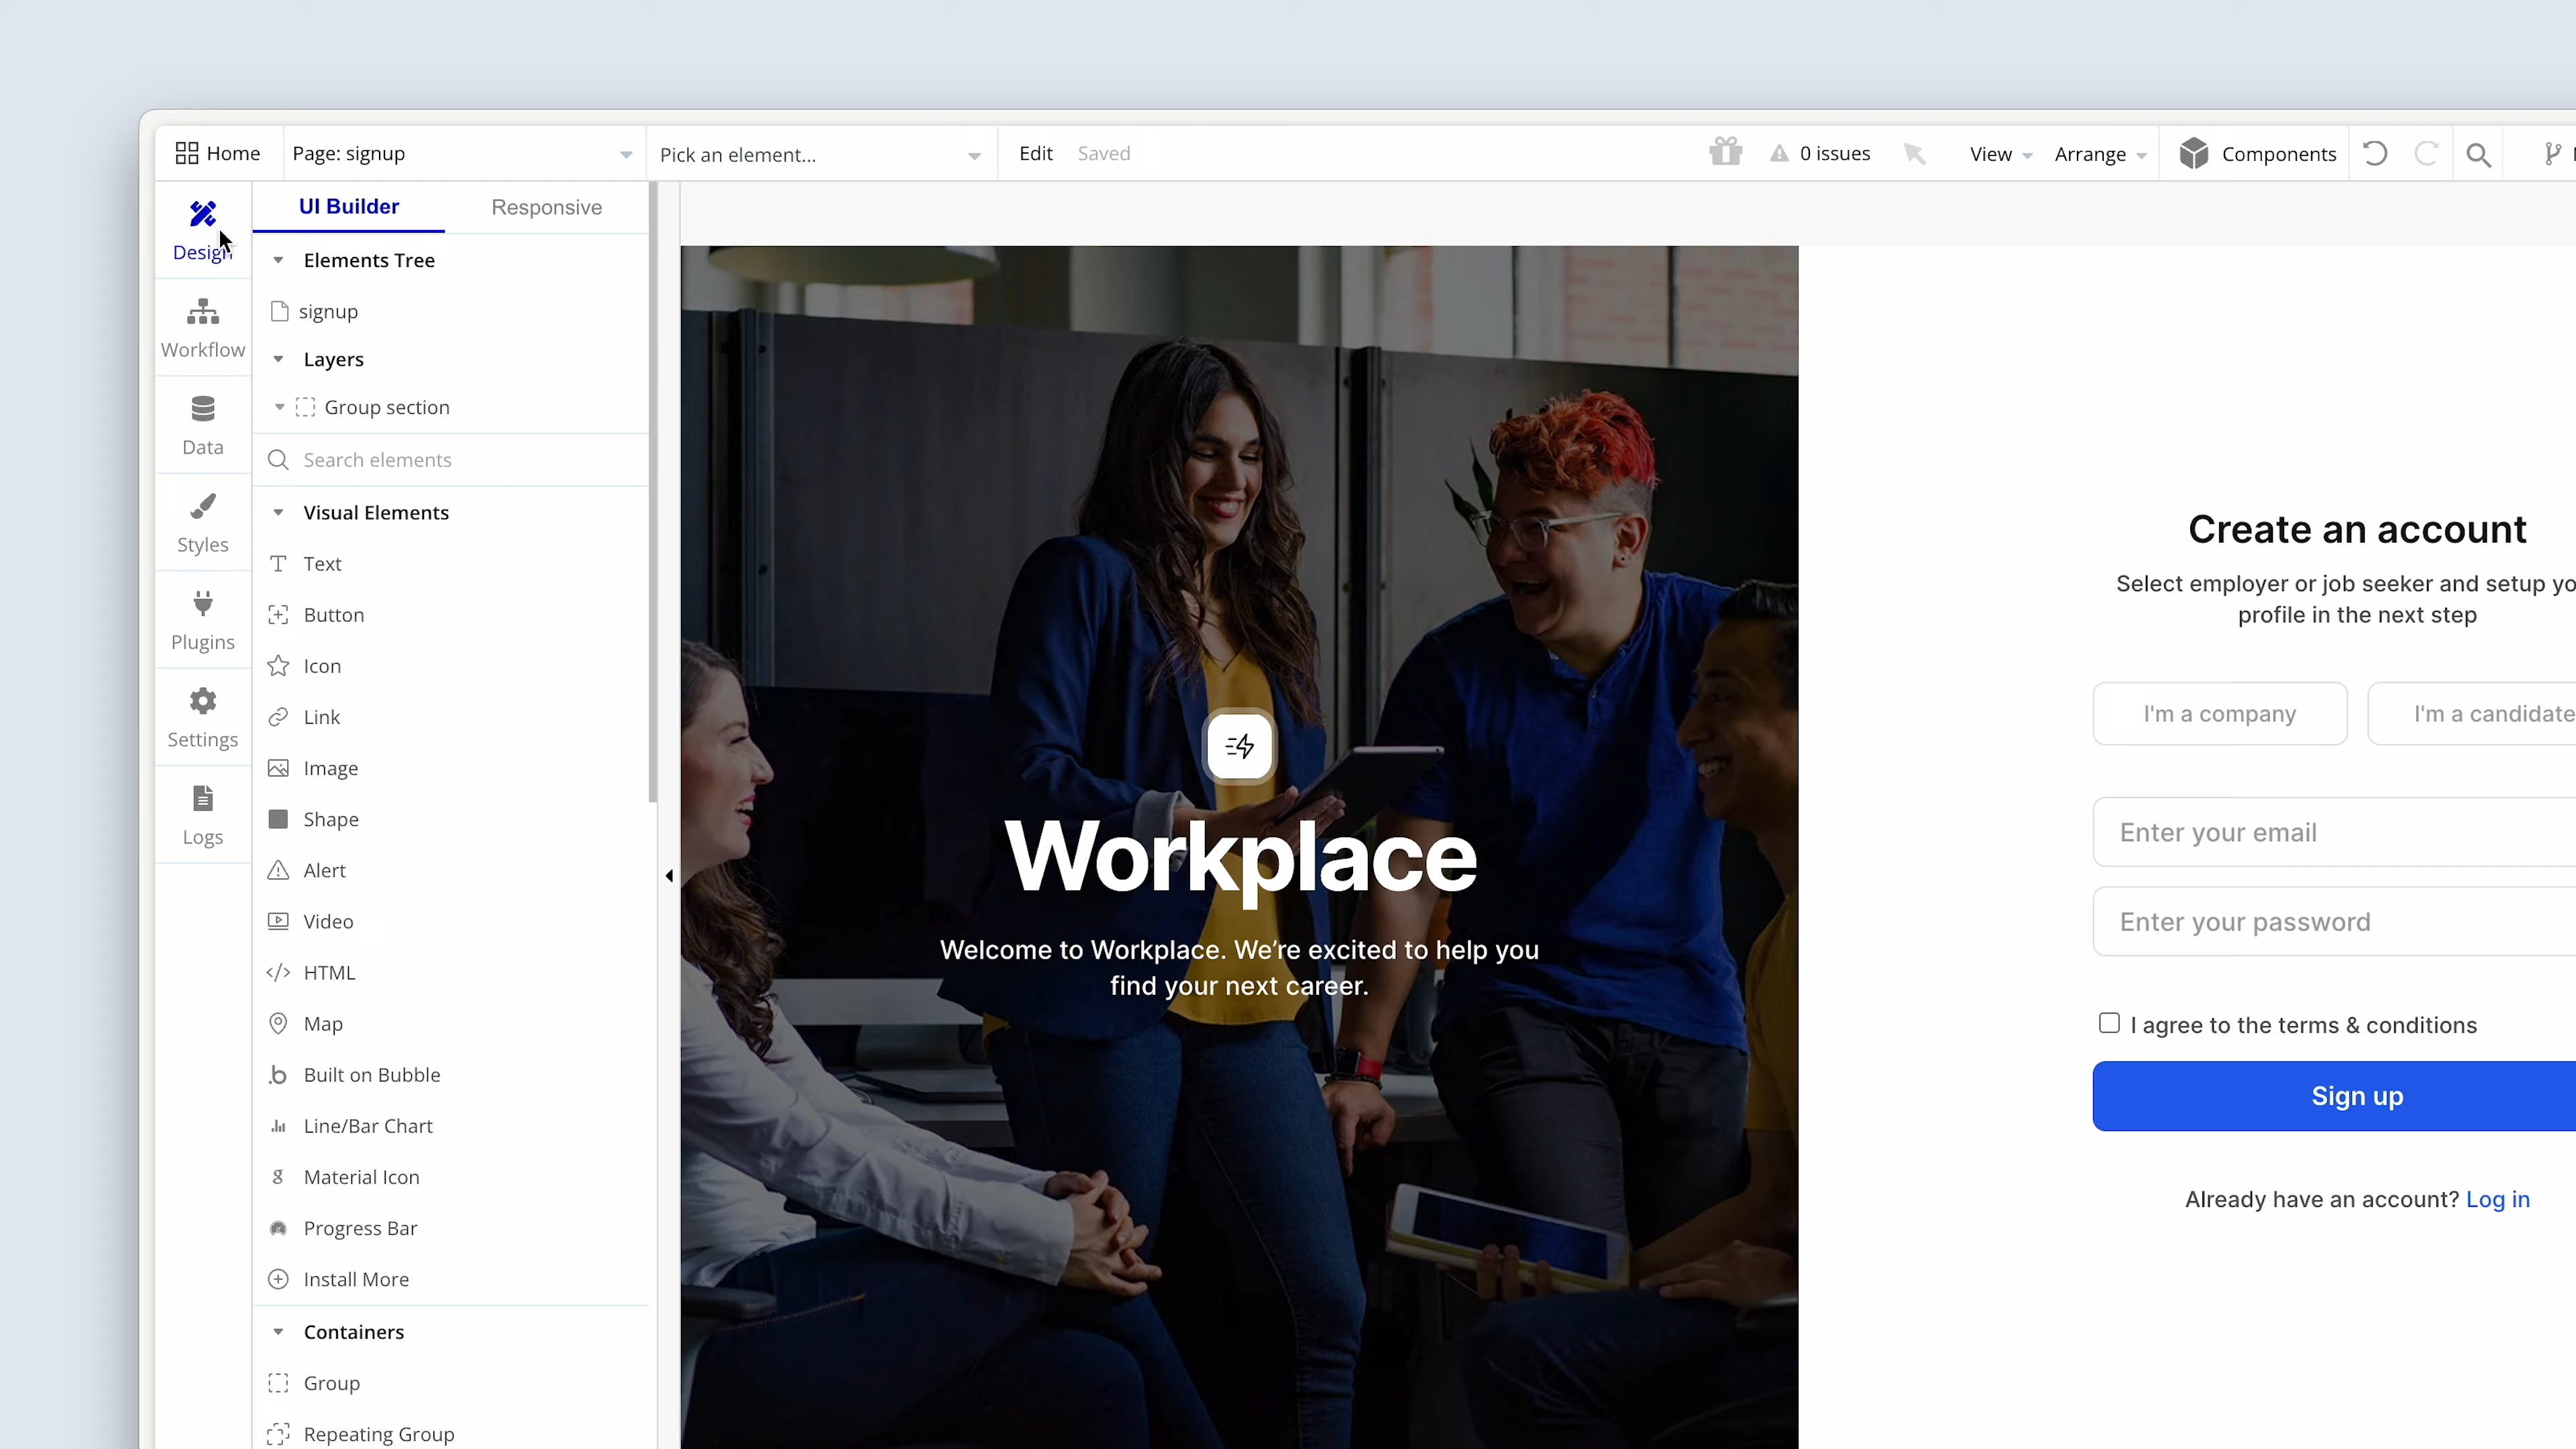 Home
Page: signup
Pick an element...
Edit
Saved
0 issues
View
Arrange
Components
Design
Workflow
Data
Styles
Plugins
Settings
Logs
UI Builder
Responsive
Elements Tree
signup
Layers
Group section
Search elements
Visual Elements
Text
Button
Icon
Link
Image
Shape
Alert
Video
HTML
Map
Built on Bubble
Line/Bar Chart
Material Icon
Progress Bar
Install More
Containers
Group
Repeating Group
Workplace
Welcome to Workplace. We’re excited to help you
find your next career.
Create an account
Select employer or job seeker and setup
profile in the next step
I'm a company
I'm a candidate
Enter your email
Enter your password
I agree to the terms & conditions
Sign up
Already have an account? Log in